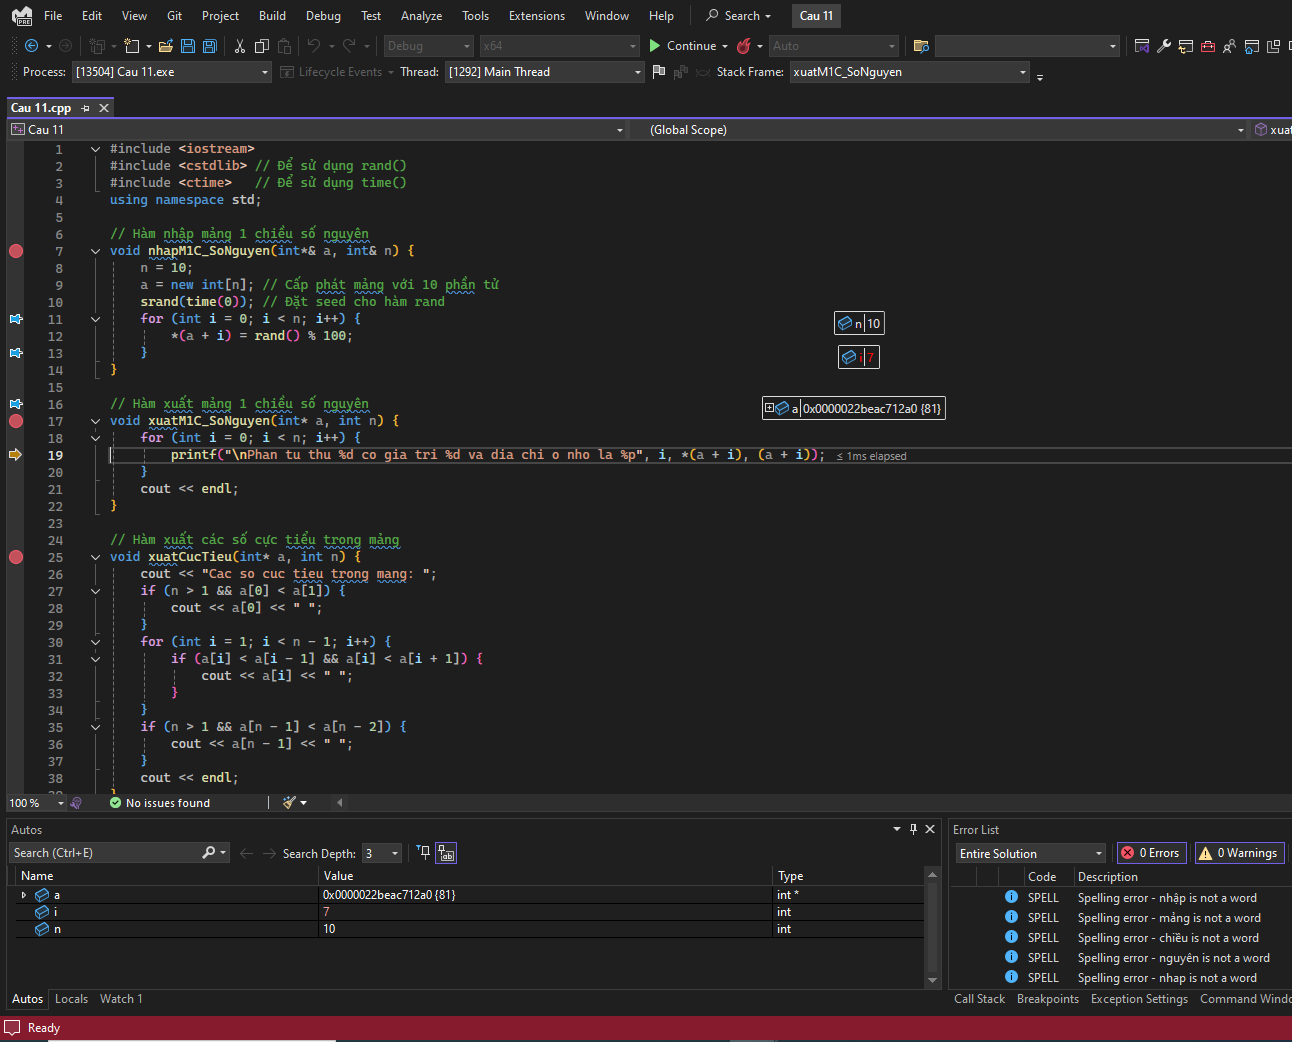 File Edit View Git Project Build Debug Test Analyze Tools Extensions Window Help Search Cau 11
PRE
Debug x64 Continue Auto
Process: [13504] Cau 11.exe Lifecycle Events Thread: [1292] Main Thread Stack Frame: xuatM1C_SoNguyen
Cau 11.cpp
Cau 11 (Global Scope) xuat
1 #include <iostream>
2 #include <cstdlib> // Để sử dụng rand()
3 #include <ctime>   // Để sử dụng time()
4 using namespace std;
5
6 // Hàm nhập mảng 1 chiều số nguyên
7 void nhapM1C_SoNguyen(int*& a, int& n) {
8     n = 10;
9     a = new int[n]; // Cấp phát mảng với 10 phần tử
10     srand(time(0)); // Đặt seed cho hàm rand
11     for (int i = 0; i < n; i++) { n 10
12         *(a + i) = rand() % 100;
13     } i 7
14 }
15
16 // Hàm xuất mảng 1 chiều số nguyên a 0x0000022beac712a0 {81}
17 void xuatM1C_SoNguyen(int* a, int n) {
18     for (int i = 0; i < n; i++) {
19         printf("\nPhan tu thu %d co gia tri %d va dia chi o nho la %p", i, *(a + i), (a + i)); ≤ 1ms elapsed
20     }
21     cout << endl;
22 }
23
24 // Hàm xuất các số cực tiểu trong mảng
25 void xuatCucTieu(int* a, int n) {
26     cout << "Cac so cuc tieu trong mang: ";
27     if (n > 1 && a[0] < a[1]) {
28         cout << a[0] << " ";
29     }
30     for (int i = 1; i < n - 1; i++) {
31         if (a[i] < a[i - 1] && a[i] < a[i + 1]) {
32             cout << a[i] << " ";
33         }
34     }
35     if (n > 1 && a[n - 1] < a[n - 2]) {
36         cout << a[n - 1] << " ";
37     }
38     cout << endl;
39 }
100 % No issues found
Autos
Search (Ctrl+E) Search Depth: 3
Name Value Type
a 0x0000022beac712a0 {81} int *
i 7 int
n 10 int
Autos Locals Watch 1
Error List
Entire Solution 0 Errors 0 Warnings
Code Description
SPELL Spelling error - nhập is not a word
SPELL Spelling error - mảng is not a word
SPELL Spelling error - chiều is not a word
SPELL Spelling error - nguyên is not a word
SPELL Spelling error - nhap is not a word
Call Stack Breakpoints Exception Settings Command Windo
Ready